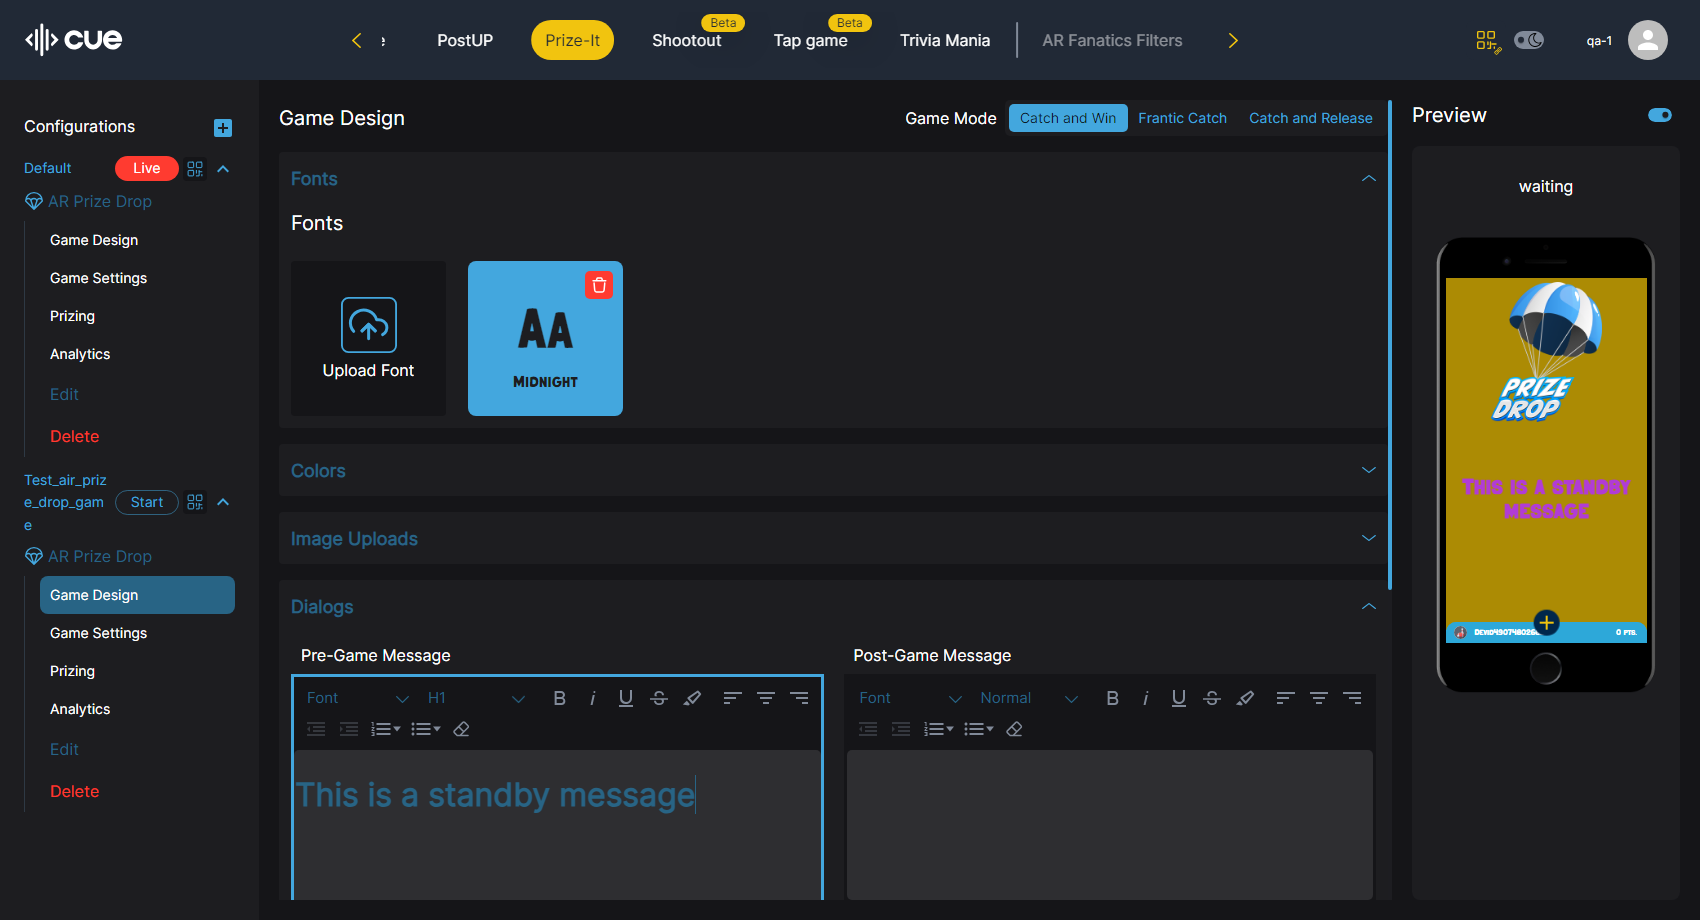 cue
PostUP
Prize-It
Beta
Shootout
Beta
Tap game
Trivia Mania
AR Fanatics Filters
qa-1
Configurations
Default
Live
AR Prize Drop
Game Design
Game Settings
Prizing
Analytics
Edit
Delete
Test_air_priz
e_drop_gam
e
Start
AR Prize Drop
Game Design
Game Settings
Prizing
Analytics
Edit
Delete
Game Design
Game Mode
Catch and Win
Frantic Catch
Catch and Release
Fonts
Fonts
Upload Font
AA
MIDNIGHT
Colors
Image Uploads
Dialogs
Pre-Game Message
Font
H1
B i U S
This is a standby message
Post-Game Message
Font
Normal
B i U S
Preview
waiting
PRIZE
DROP
THIS IS A STANDBY
MESSAGE
0 PTS.